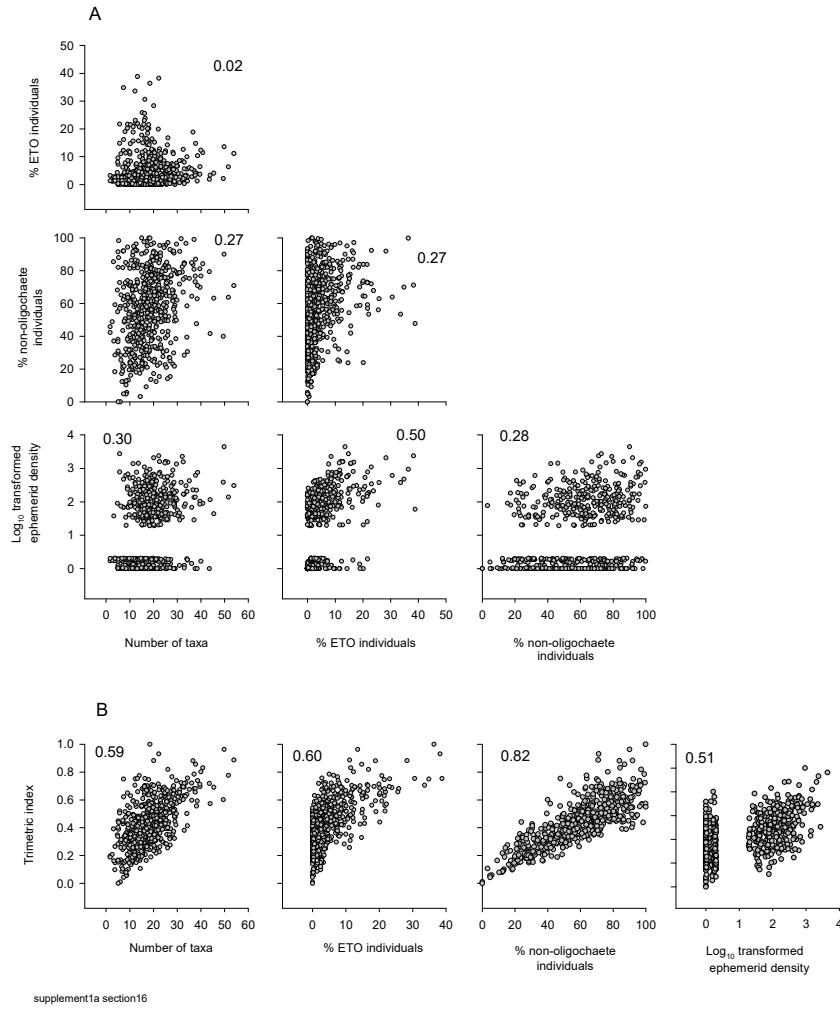 A
50
40
30
20
10
0
% ETO individuals
0.02
100
80
60
40
20
0
% non-oligochaete
individuals
0.27
0.27
4
3
2
1
0
Log10 transformed
ephemerid density
0.30
0.50
0.28
0 10 20 30 40 50 60
0 10 20 30 40 50
0 20 40 60 80 100
Number of taxa
% ETO individuals
% non-oligochaete
individuals
B
1.0
0.8
0.6
0.4
0.2
0.0
Trimetric index
0.59
0.60
0.82
0.51
0 10 20 30 40 50 60
0 10 20 30 40
0 20 40 60 80 100
0 1 2 3 4
Number of taxa
% ETO individuals
% non-oligochaete
individuals
Log10 transformed
ephemerid density
supplement1a section16